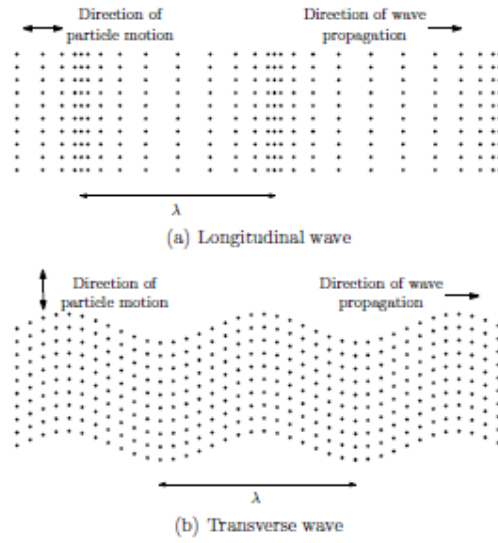 Direction of
particle motion
Direction of wave
propagation
λ
(a) Longitudinal wave
Direction of
particle motion
Direction of wave
propagation
λ
(b) Transverse wave